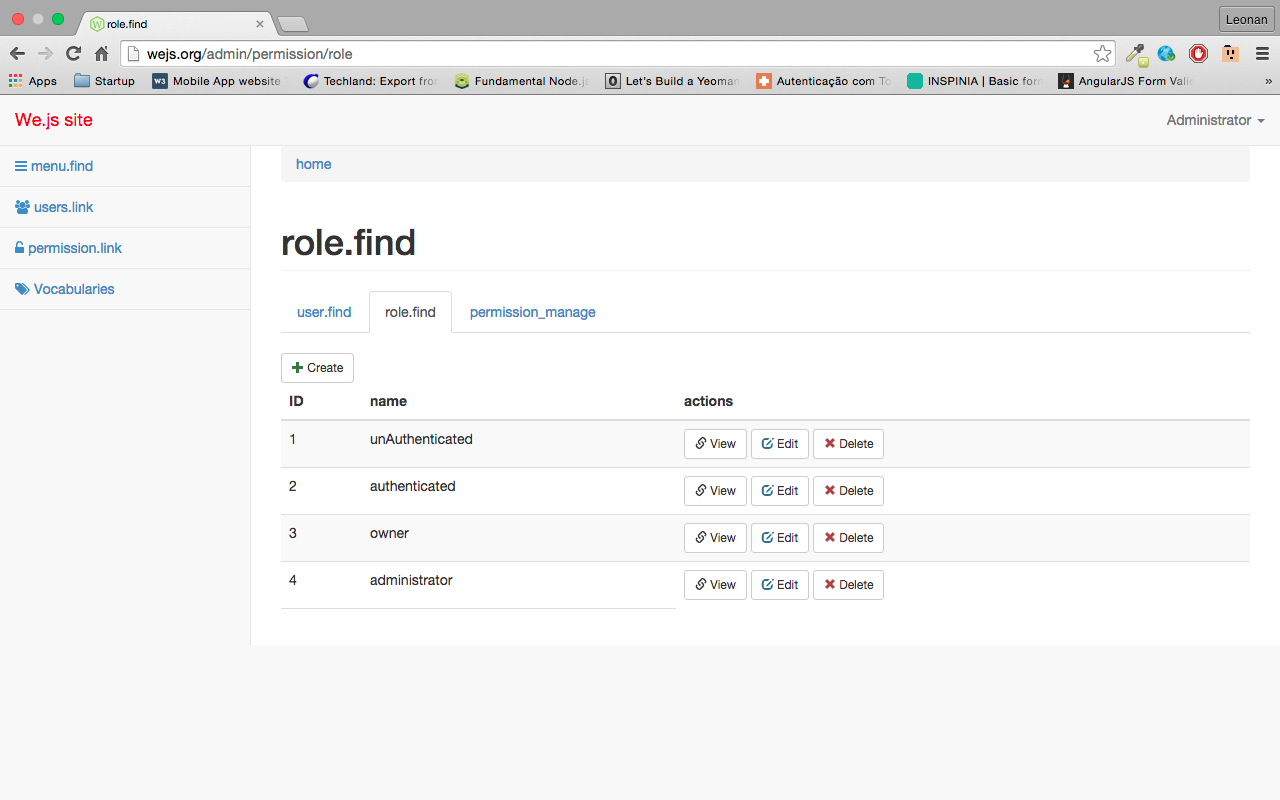 role.find
Leonan
wejs.org/admin/permission/role
Apps Startup Mobile App website Techland: Export from Fundamental Node.js Let's Build a Yeoman Autenticação com To INSPINIA | Basic form AngularJS Form Vali »
We.js site
Administrator
menu.find
users.link
permission.link
Vocabularies
home
role.find
user.find role.find permission_manage
Create
ID name actions
1 unAuthenticated View Edit Delete
2 authenticated View Edit Delete
3 owner View Edit Delete
4 administrator View Edit Delete